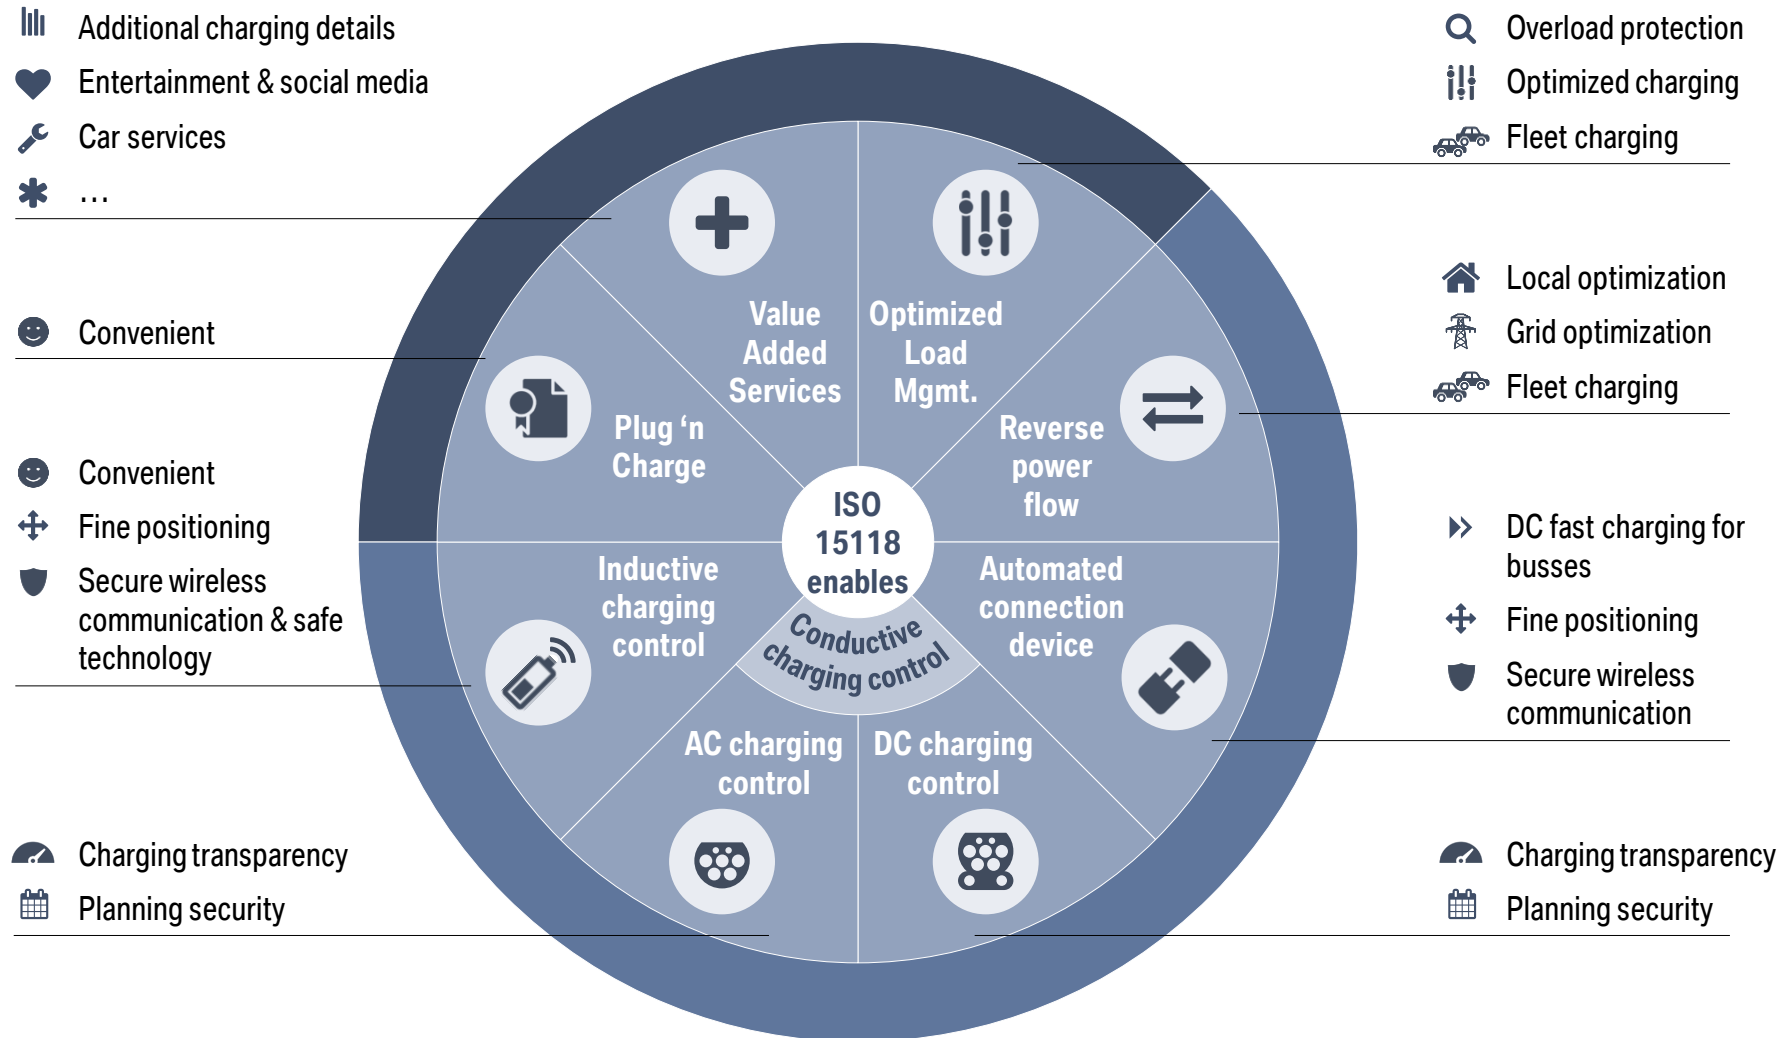 Additional charging details
Entertainment & social media
Car services
...
Convenient
Convenient
Fine positioning
Secure wireless
communication & safe
technology
Charging transparency
Planning security
Value
Added
Services
Optimized
Load
Mgmt.
Plug ‘n
Charge
Reverse
power
flow
ISO
15118
enables
Inductive
charging
control
Automated
connection
device
Conductive
charging control
AC charging
control
DC charging
control
Overload protection
Optimized charging
Fleet charging
Local optimization
Grid optimization
Fleet charging
DC fast charging for
busses
Fine positioning
Secure wireless
communication
Charging transparency
Planning security